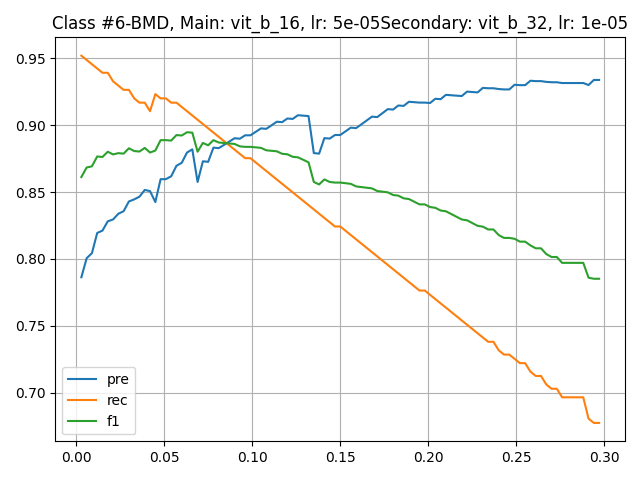 Class #6-BMD, Main: vit_b_16, lr: 5e-05Secondary: vit_b_32, lr: 1e-05
0.95
0.90
0.85
0.80
0.75
0.70
pre
rec
f1
0.00 0.05 0.10 0.15 0.20 0.25 0.30